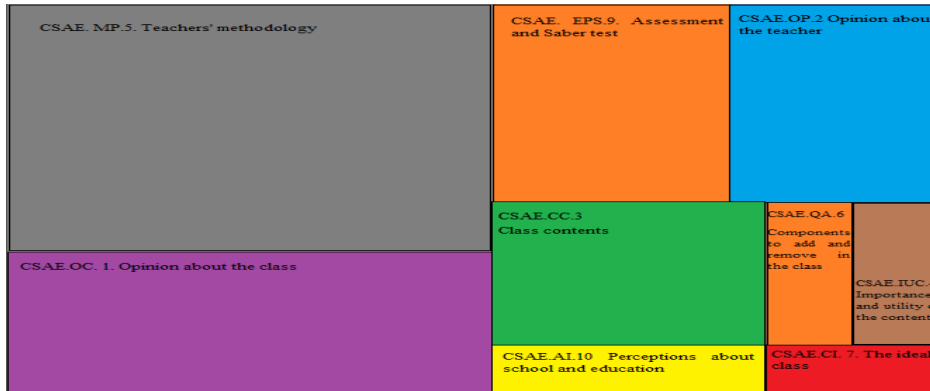 CSAE. MP.5. Teachers' methodology
CSAE. EPS.9. Assessment
and Saber test
CSAE.OP.2 Opinion
the teacher
CSAE.OC. 1. Opinion about the class
CSAE.CC.3
Class contents
CSAE.QA.6
Components
to add and
remove in
the class
CSAE.IUC.
Importance
and utility
the content
CSAE.AI.10 Perceptions about
school and education
CSAE.CI. 7. The ideal
class